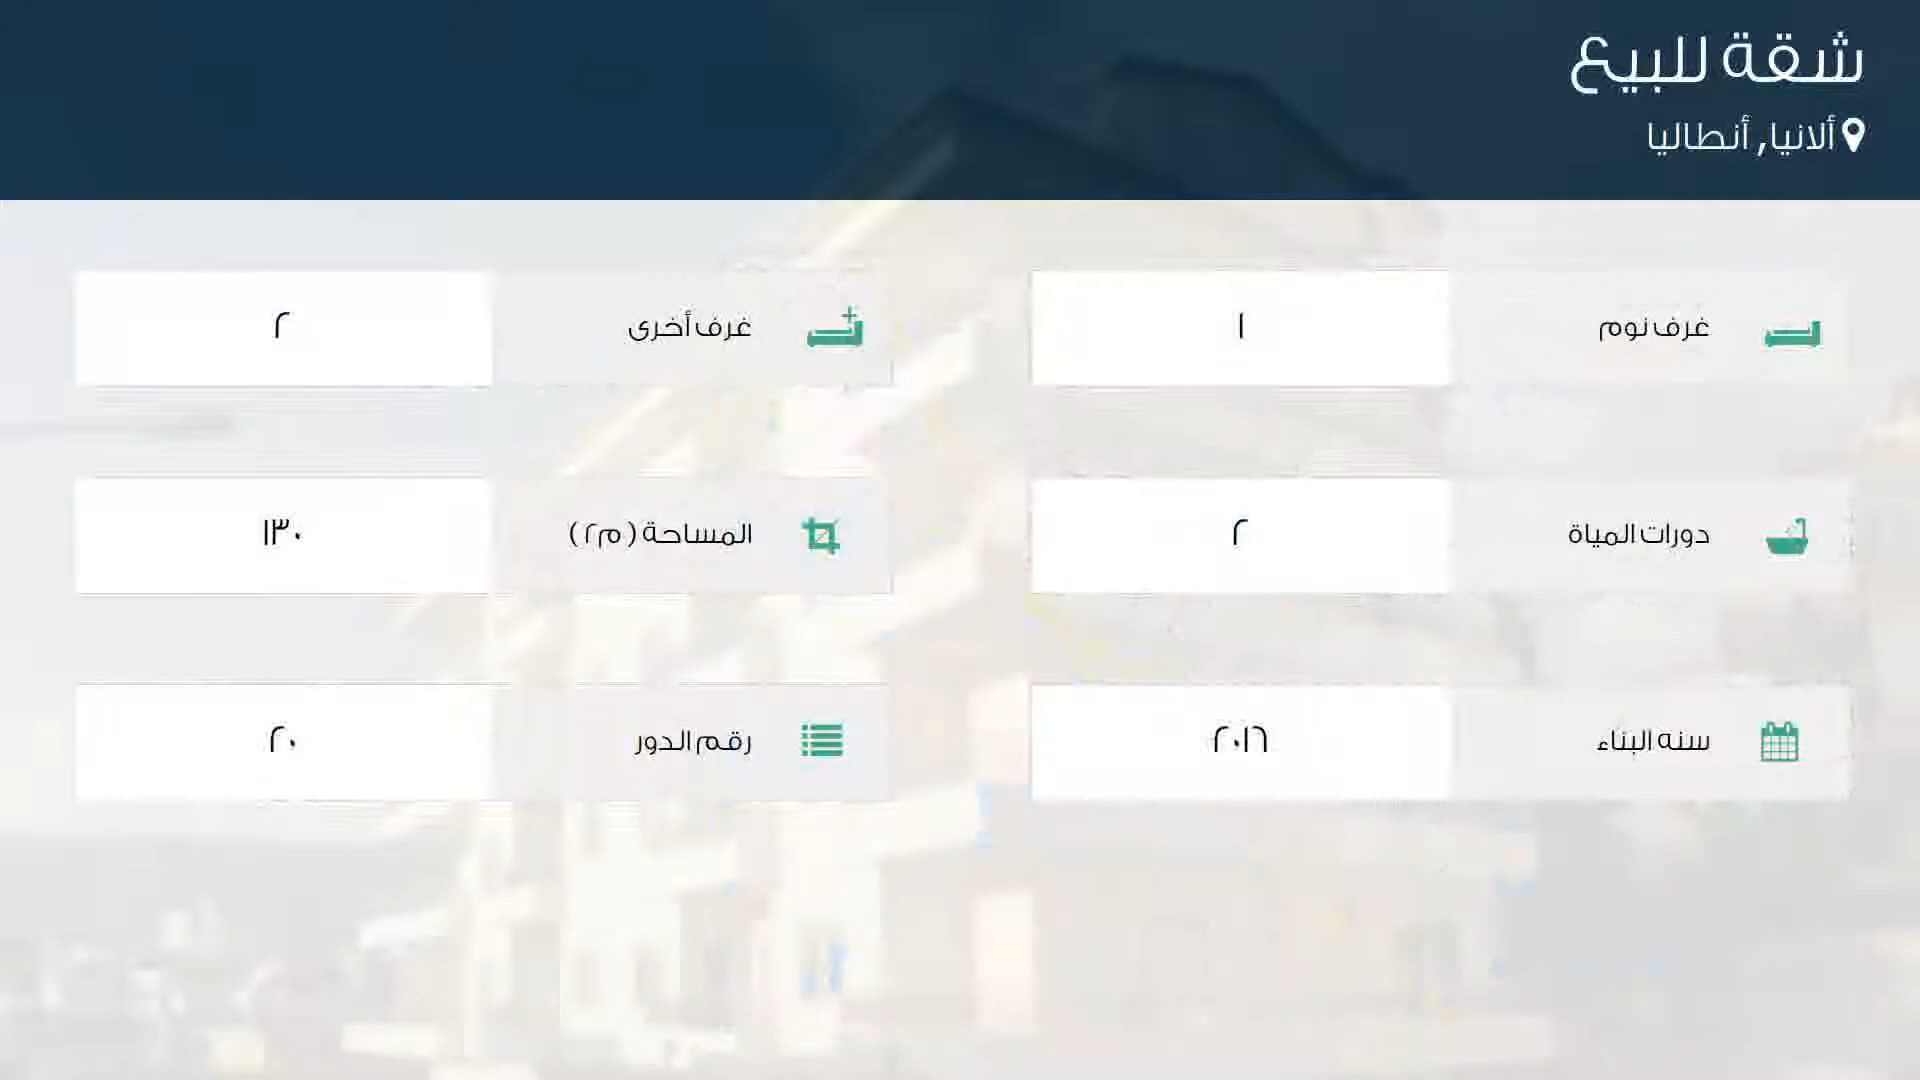 شقة للبيع
ألانيا, أنطاليا
غرف نوم
١
غرف أخرى
٢
دورات المياة
٢
المساحة (م٢)
١٣٠
سنه البناء
٢٠١٦
رقم الدور
٢٠